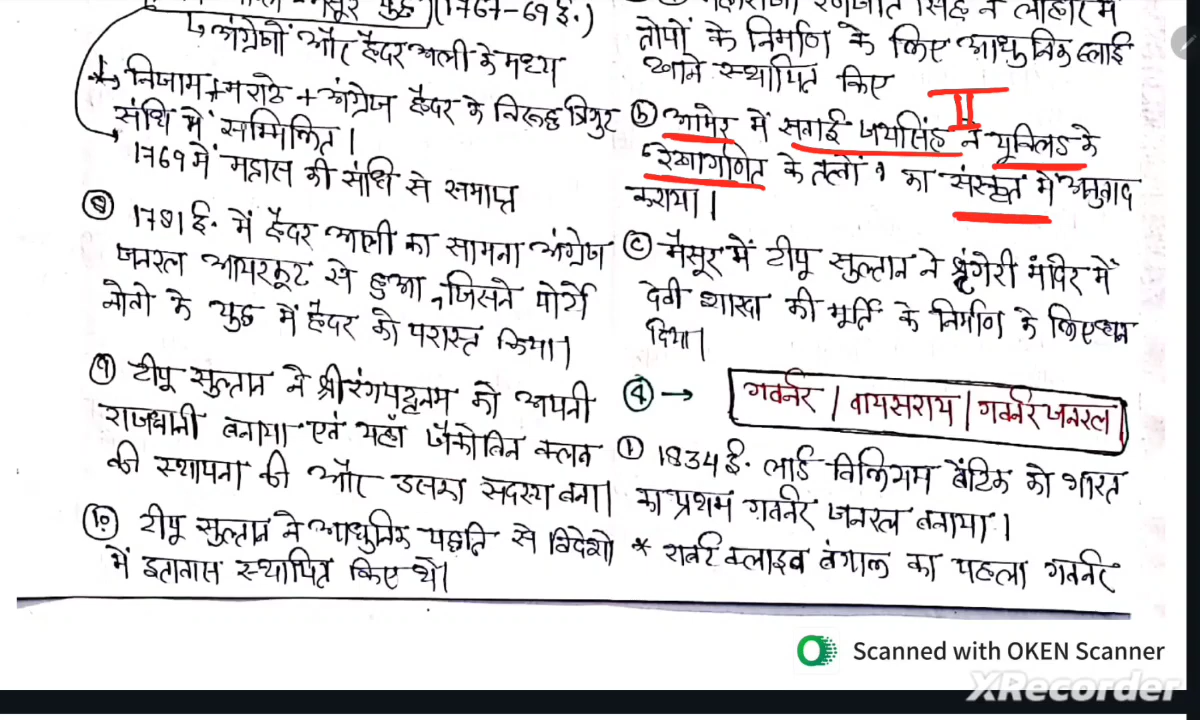 मैसूर युद्ध (1767-69 ई.)
↳ अंग्रेजों और हैदर अली के मध्य
निजाम + मराठे + अंग्रेज हैदर के विरुद्ध त्रिगुट
संधि में सम्मिलित।
1769 में मद्रास की संधि से समाप्त
⑧ 1781 ई. में हैदर अली का सामना अंग्रेज
जनरल आयरकूट से हुआ, जिसने पोर्टो
नोवो के युद्ध में हैदर को परास्त किया।
⑨ टीपू सुल्तान ने श्रीरंगपट्टनम को अपनी
राजधानी बनाया एवं यहाँ जैकोबिन क्लब
की स्थापना की और उसका सदस्य बना।
⑩ टीपू सुल्तान ने आधुनिक पद्धति से विदेशो
में दूतावास स्थापित किए थे।
रणजीत सिंह ने लाहौर में
तोपों के निर्माण के लिए आधुनिक ढलाई
खाने स्थापित किए
II
ⓑ आमेर में सवाई जयसिंह ने यूक्लिड के
रेखागणित के तत्वों का संस्कृत में अनुवाद
कराया।
ⓒ मैसूर में टीपू सुल्तान ने श्रृंगेरी मंदिर में
देवी शारदा की मूर्ति के निर्माण के लिए धन
दिया।
④ → गवर्नर / वायसराय / गवर्नर जनरल
① 1834 ई. लार्ड विलियम बैंटिक को भारत
का प्रथम गवर्नर जनरल बनाया।
* राबर्ट क्लाइव बंगाल का पहला गवर्नर
Scanned with OKEN Scanner
XRecorder